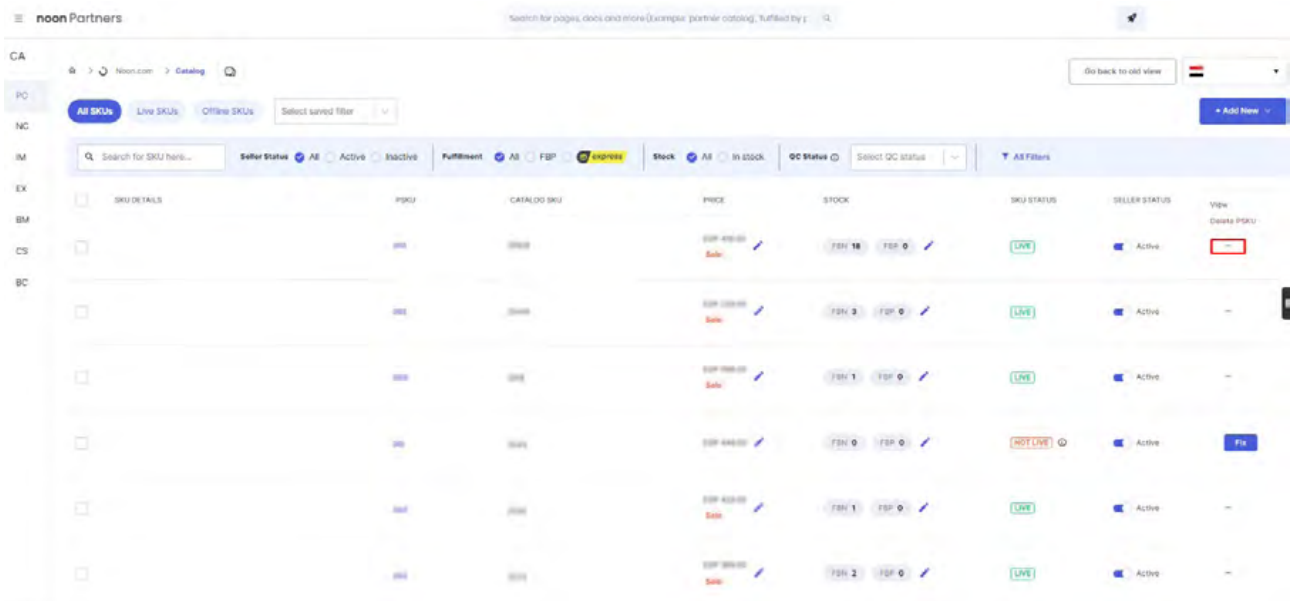 noon Partners
Search for pages, docs and more (Example: partner catalog, fulfilled by p
CA
Noon.com > Catalog
Go back to old view
PC
All SKUs Live SKUs Offline SKUs Select saved filter
+ Add New
NC
IM
Search for SKU here... Seller Status All Active Inactive Fulfillment All FBP express Stock All In stock QC Status Select QC status All Filters
EX
SKU DETAILS PSKU CATALOG SKU PRICE STOCK SKU STATUS SELLER STATUS
View
Delete PSKU
BM
Sale FBN 18 FBP 0 LIVE Active
CS
BC
Sale FBN 3 FBP 0 LIVE Active
Sale FBN 1 FBP 0 LIVE Active
FBN 0 FBP 0 NOT LIVE Active Fix
Sale FBN 1 FBP 0 LIVE Active
Sale FBN 2 FBP 0 LIVE Active